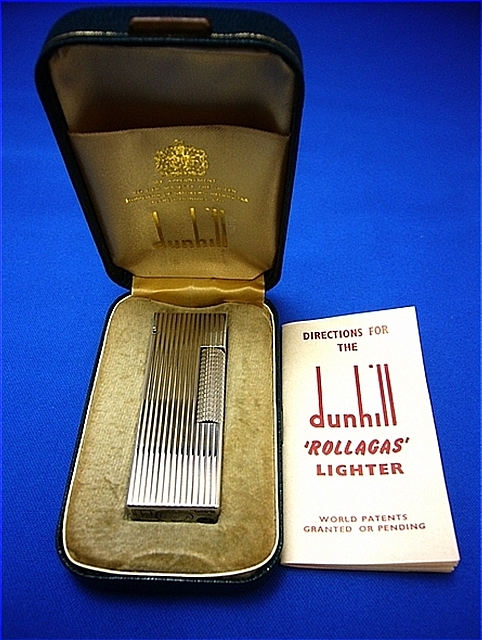 dunhill
DIRECTIONS FOR
THE
dunhill
'ROLLAGAS'
LIGHTER
WORLD PATENTS
GRANTED OR PENDING